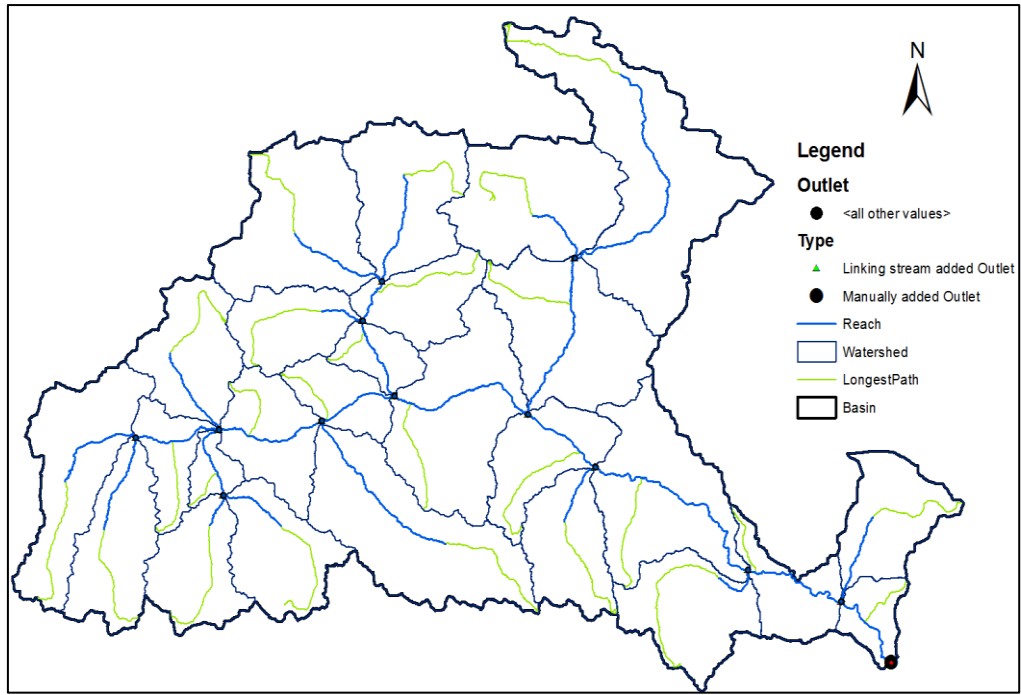 N
Legend
Outlet
<all other values>
Type
Linking stream added Outlet
Manually added Outlet
Reach
Watershed
LongestPath
Basin